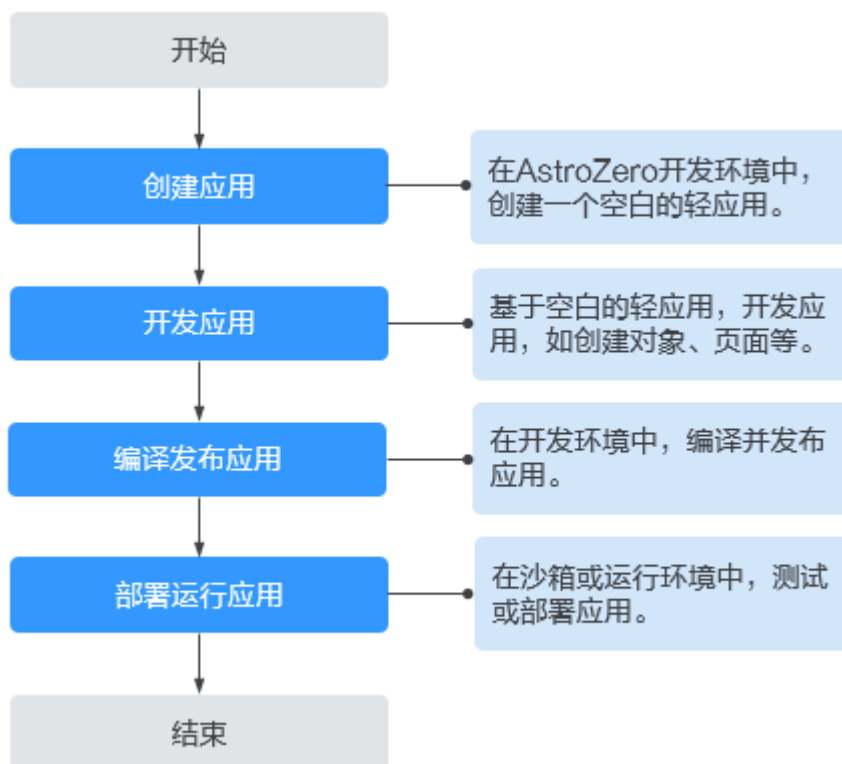 开始
创建应用
在AstroZero开发环境中，
创建一个空白的轻应用。
开发应用
基于空白的轻应用，开发应
用，如创建对象、页面等。
编译发布应用
在开发环境中，编译并发布
应用。
部署运行应用
在沙箱或运行环境中，测试
或部署应用。
结束